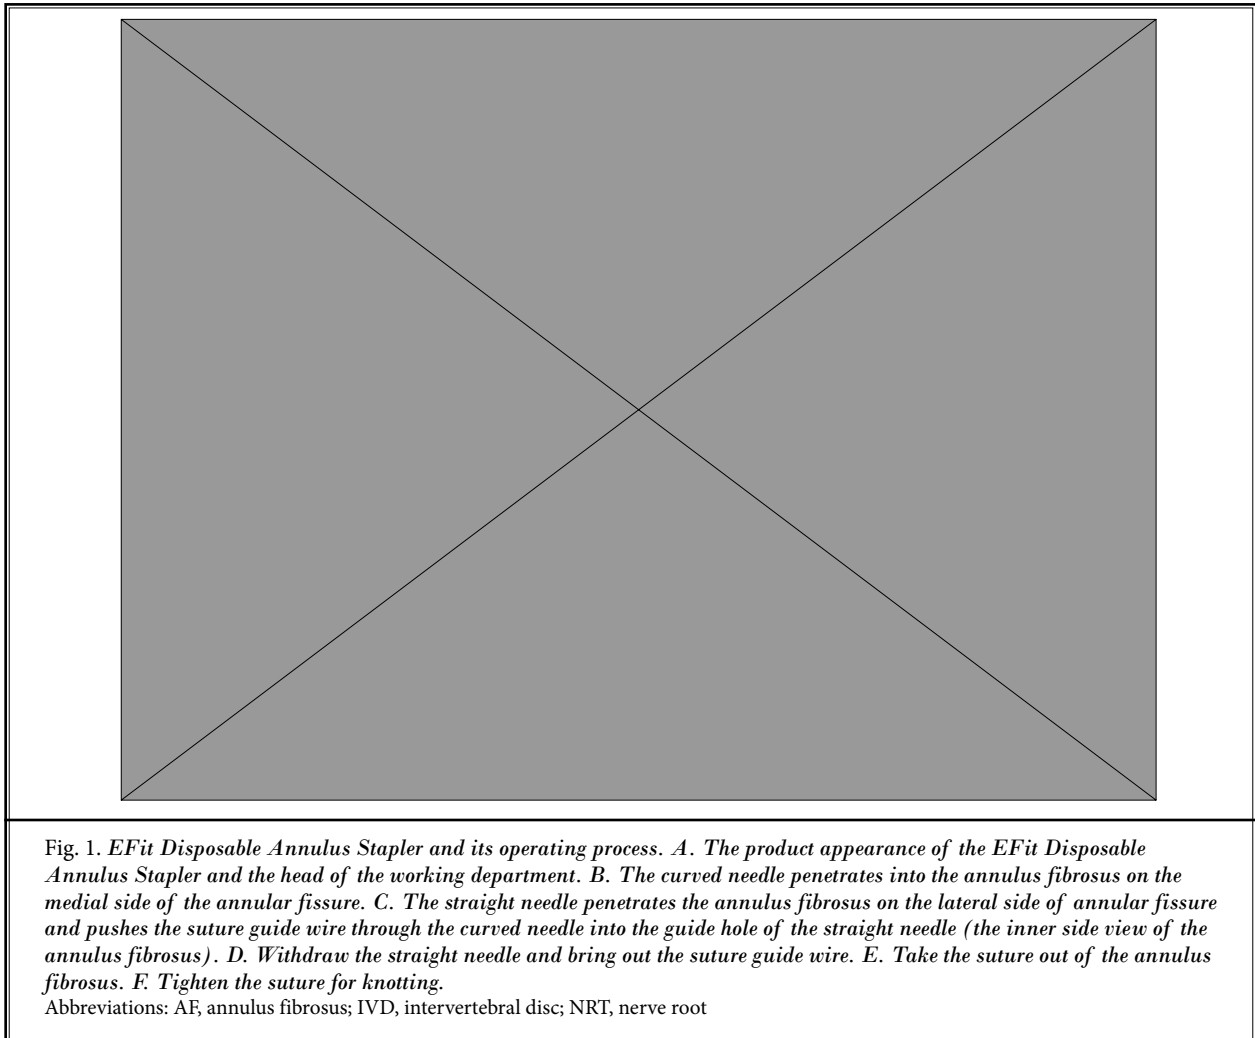 Fig. 1. EFit Disposable Annulus Stapler and its operating process. A. The product appearance of the EFit Disposable
Annulus Stapler and the head of the working department. B. The curved needle penetrates into the annulus fibrosus on the
medial side of the annular fissure. C. The straight needle penetrates the annulus fibrosus on the lateral side of annular fissure
and pushes the suture guide wire through the curved needle into the guide hole of the straight needle (the inner side view of the
annulus fibrosus). D. Withdraw the straight needle and bring out the suture guide wire. E. Take the suture out of the annulus
fibrosus. F. Tighten the suture for knotting.
Abbreviations: AF, annulus fibrosus; IVD, intervertebral disc; NRT, nerve root